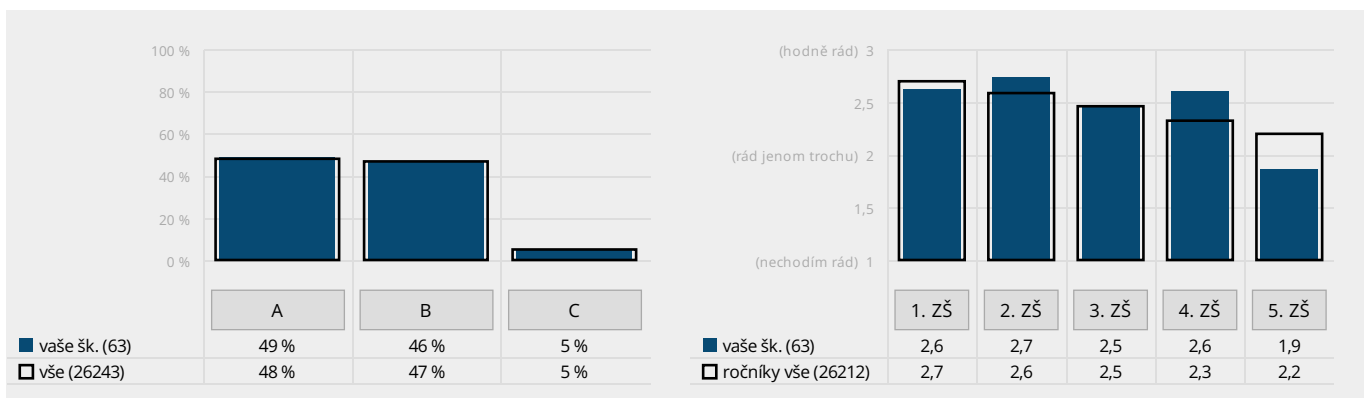 100 %
80 %
60 %
40 %
20 %
0 %
A B C
vaše šk. (63) 49 % 46 % 5 %
vše (26243) 48 % 47 % 5 %
(hodně rád) 3
2,5
(rád jenom trochu) 2
1,5
(nechodím rád) 1
1. ZŠ 2. ZŠ 3. ZŠ 4. ZŠ 5. ZŠ
vaše šk. (63) 2,6 2,7 2,5 2,6 1,9
ročníky vše (26212) 2,7 2,6 2,5 2,3 2,2